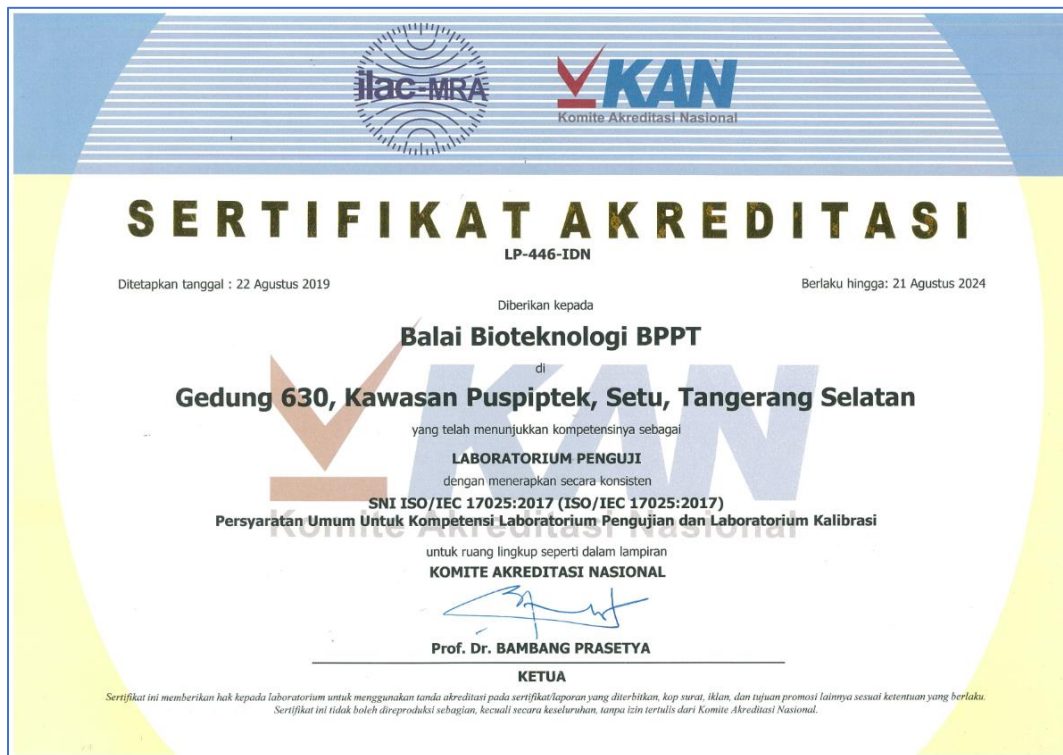 ilac-MRA
KAN
Komite Akreditasi Nasional
SERTIFIKAT AKREDITASI
LP-446-IDN
Ditetapkan tanggal : 22 Agustus 2019
Berlaku hingga: 21 Agustus 2024
Diberikan kepada
Balai Bioteknologi BPPT
di
Gedung 630, Kawasan Puspiptek, Setu, Tangerang Selatan
yang telah menunjukkan kompetensinya sebagai
LABORATORIUM PENGUJI
dengan menerapkan secara konsisten
SNI ISO/IEC 17025:2017 (ISO/IEC 17025:2017)
Persyaratan Umum Untuk Kompetensi Laboratorium Pengujian dan Laboratorium Kalibrasi
KAN
Komite Akreditasi Nasional
untuk ruang lingkup seperti dalam lampiran
KOMITE AKREDITASI NASIONAL
Prof. Dr. BAMBANG PRASETYA
KETUA
Sertifikat ini memberikan hak kepada laboratorium untuk menggunakan tanda akreditasi pada sertifikat/laporan yang diterbitkan, kop surat, iklan, dan tujuan promosi lainnya sesuai ketentuan yang berlaku.
Sertifikat ini tidak boleh direproduksi sebagian, kecuali secara keseluruhan, tanpa izin tertulis dari Komite Akreditasi Nasional.